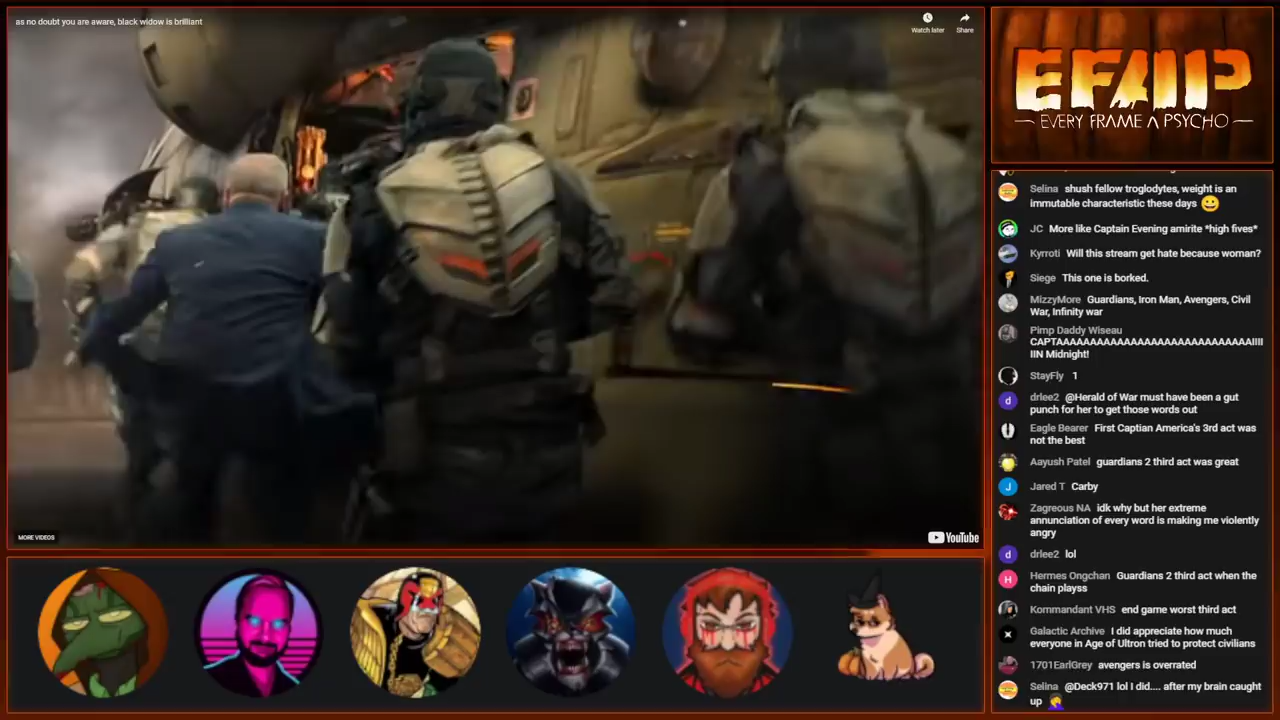 as no doubt you are aware, black widow is brilliant
Watch later
Share
MORE VIDEOS
YouTube
EFAP
EVERY FRAME A PSYCHO
Selina shush fellow troglodytes, weight is an
immutable characteristic these days 😀
JC More like Captain Evening amirite *high fives*
Kyrroti Will this stream get hate because woman?
Siege This one is borked.
MizzyMore Guardians, Iron Man, Avengers, Civil
War, Infinity war
Pimp Daddy Wiseau
CAPTAAAAAAAAAAAAAAAAAAAAAAAAAAAAAIIII
IIN Midnight!
StayFly 1
drlee2 @Herald of War must have been a gut
punch for her to get those words out
Eagle Bearer First Captian America's 3rd act was
not the best
Aayush Patel guardians 2 third act was great
Jared T Carby
Zagreous NA idk why but her extreme
annunciation of every word is making me violently
angry
drlee2 lol
Hermes Ongchan Guardians 2 third act when the
chain playss
Kommandant VHS end game worst third act
Galactic Archive I did appreciate how much
everyone in Age of Ultron tried to protect civilians
1701EarlGrey avengers is overrated
Selina @Deck971 lol I did.... after my brain caught
up 🤦‍♀️